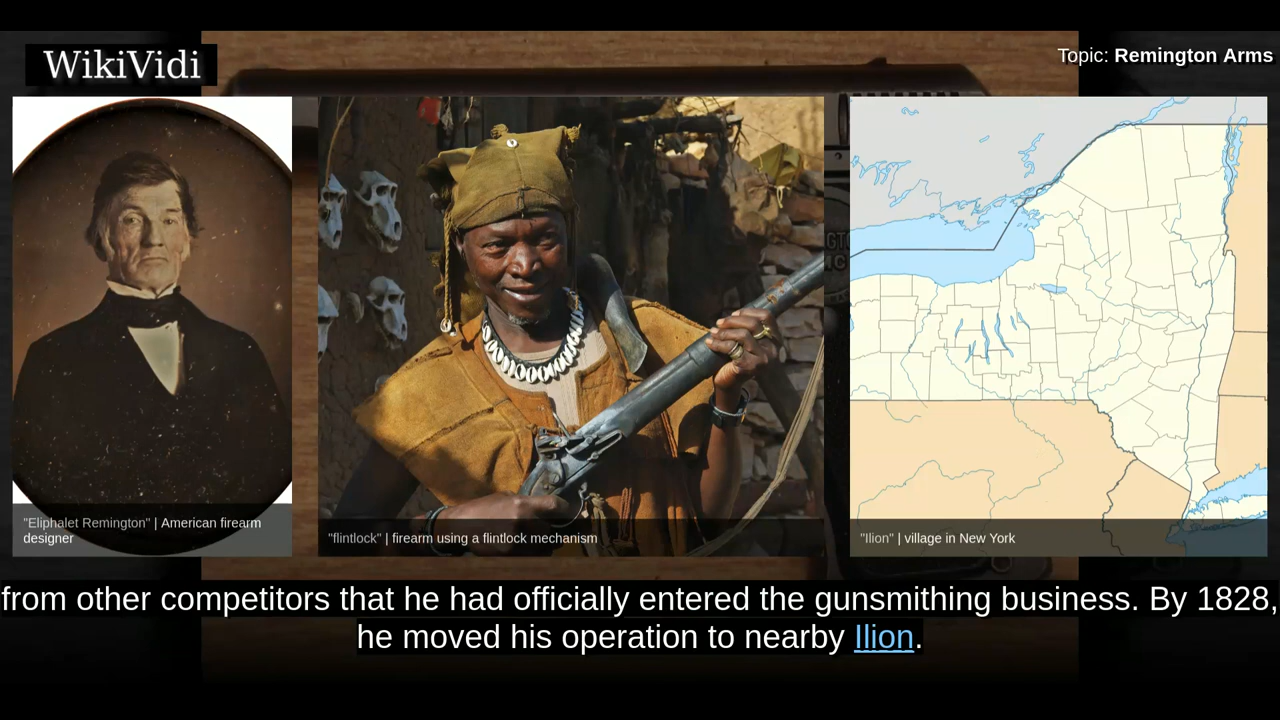 WikiVidi
Topic: Remington Arms
"Eliphalet Remington" | American firearm
designer
"flintlock" | firearm using a flintlock mechanism
"Ilion" | village in New York
from other competitors that he had officially entered the gunsmithing business. By 1828,
he moved his operation to nearby Ilion.